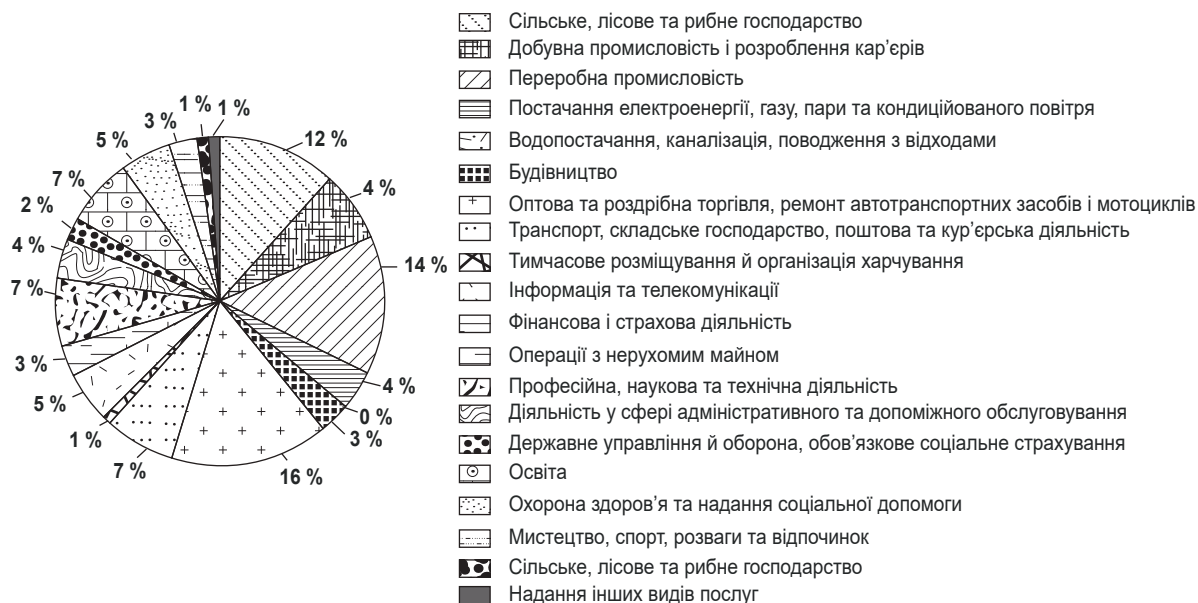 Сільське, лісове та рибне господарство
Добувна промисловість і розроблення кар’єрів
Переробна промисловість
Постачання електроенергії, газу, пари та кондиційованого повітря
Водопостачання, каналізація, поводження з відходами
Будівництво
Оптова та роздрібна торгівля, ремонт автотранспортних засобів і мотоциклів
Транспорт, складське господарство, поштова та кур’єрська діяльність
Тимчасове розміщування й організація харчування
Інформація та телекомунікації
Фінансова і страхова діяльність
Операції з нерухомим майном
Професійна, наукова та технічна діяльність
Діяльність у сфері адміністративного та допоміжного обслуговування
Державне управління й оборона, обов’язкове соціальне страхування
Освіта
Охорона здоров’я та надання соціальної допомоги
Мистецтво, спорт, розваги та відпочинок
Сільське, лісове та рибне господарство
Надання інших видів послуг
12 %
4 %
14 %
4 %
0 %
3 %
16 %
7 %
1 %
5 %
3 %
7 %
4 %
2 %
7 %
5 %
3 %
1 %
1 %